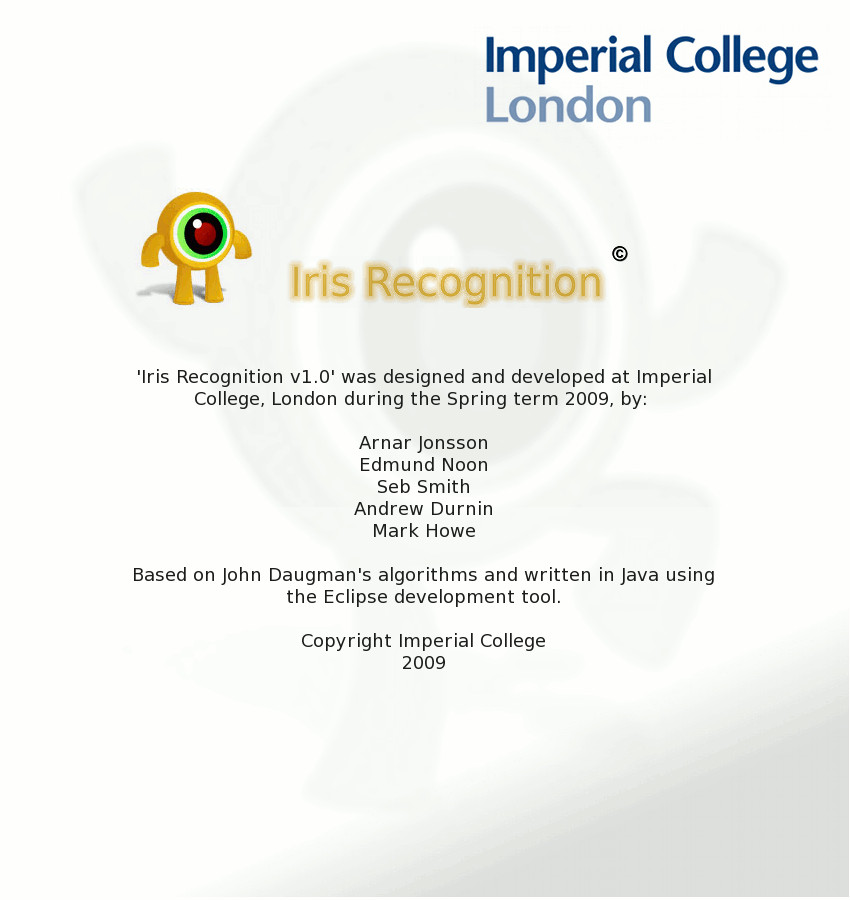 Imperial College
London
Iris Recognition ©
'Iris Recognition v1.0' was designed and developed at Imperial
College, London during the Spring term 2009, by:
Arnar Jonsson
Edmund Noon
Seb Smith
Andrew Durnin
Mark Howe
Based on John Daugman's algorithms and written in Java using
the Eclipse development tool.
Copyright Imperial College
2009